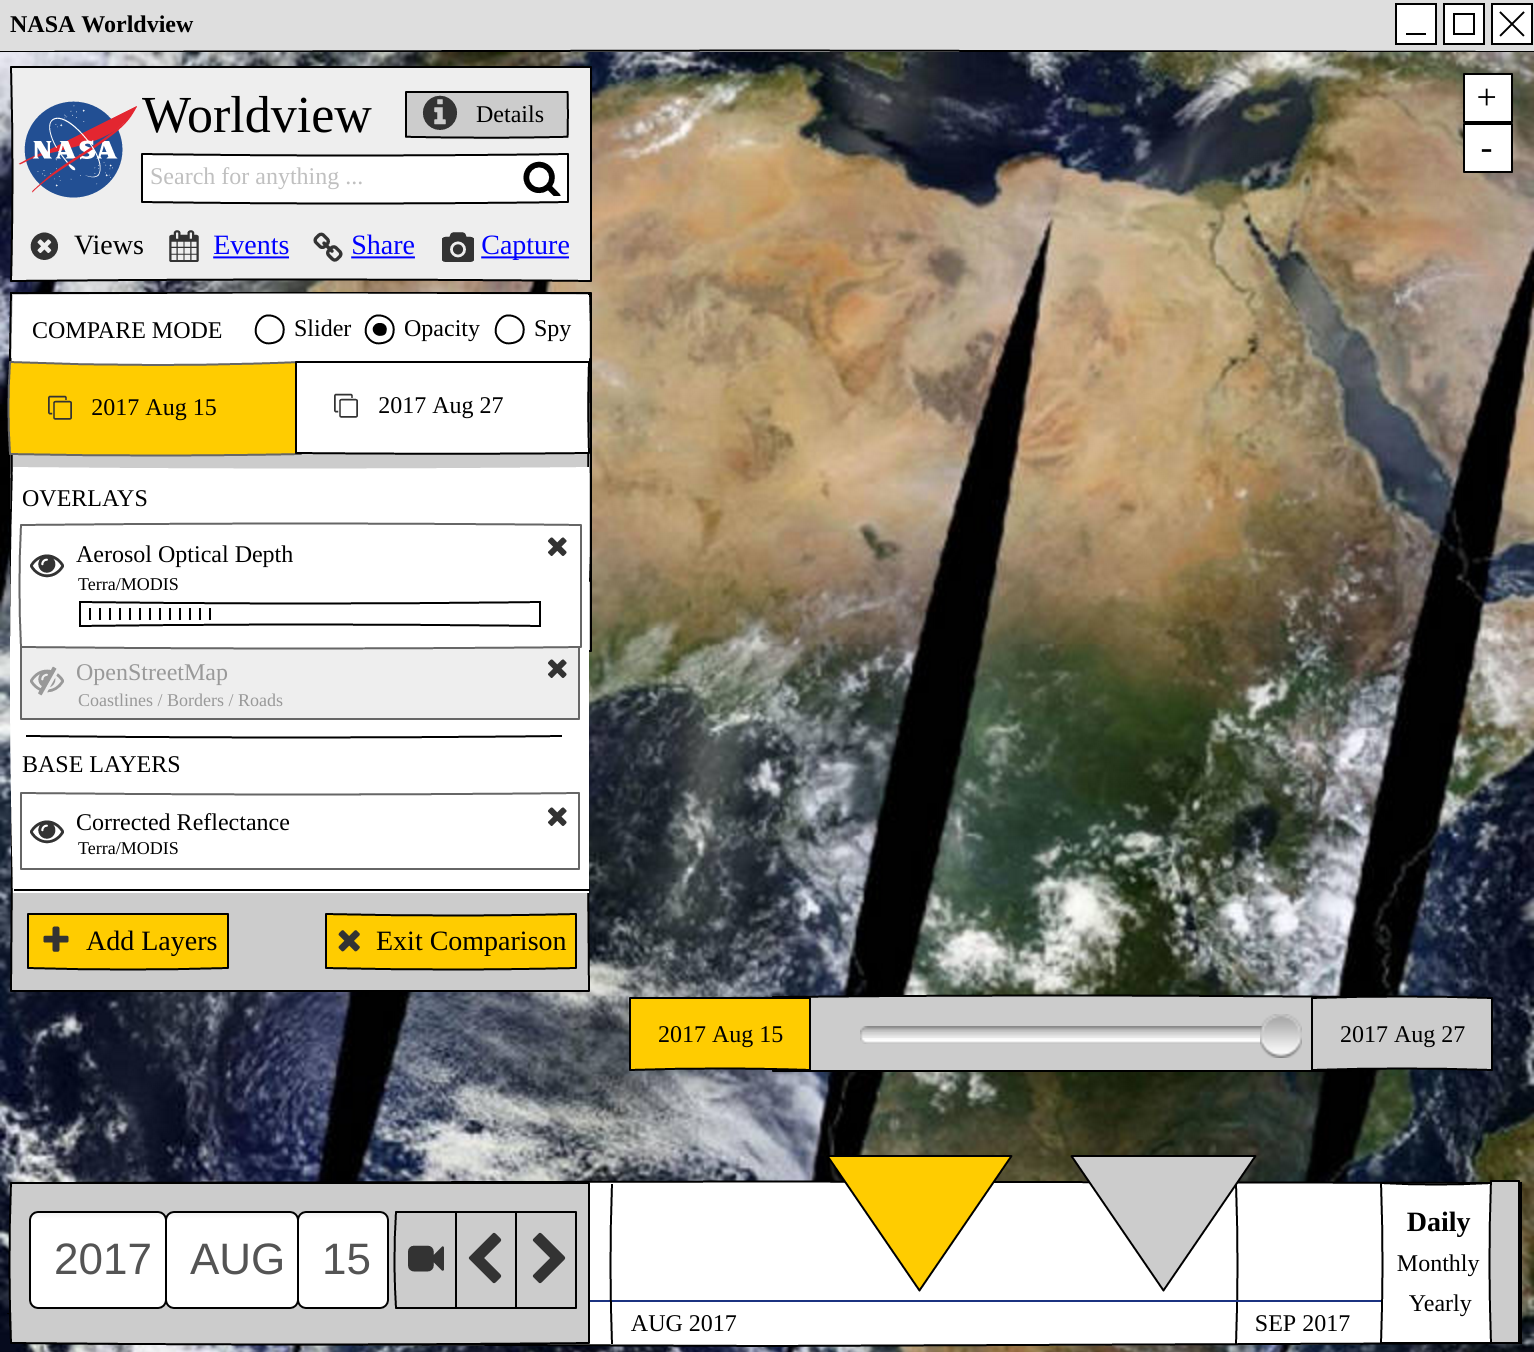 NASA Worldview
NASA
Worldview
Details
Search for anything ...
Views Events Share Capture
+
-
COMPARE MODE Slider Opacity Spy
2017 Aug 15 2017 Aug 27
OVERLAYS
Aerosol Optical Depth
Terra/MODIS
OpenStreetMap
Coastlines / Borders / Roads
BASE LAYERS
Corrected Reflectance
Terra/MODIS
Add Layers Exit Comparison
2017 Aug 15 2017 Aug 27
2017 AUG 15
AUG 2017 SEP 2017
Daily
Monthly
Yearly